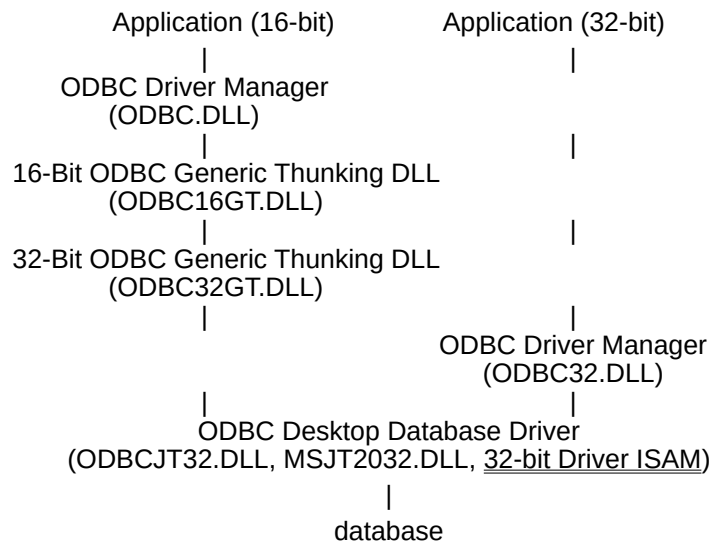 Application (16-bit) Application (32-bit)
| |
ODBC Driver Manager
(ODBC.DLL)
| |
16-Bit ODBC Generic Thunking DLL
(ODBC16GT.DLL)
| |
32-Bit ODBC Generic Thunking DLL
(ODBC32GT.DLL)
| |
ODBC Driver Manager
(ODBC32.DLL)
| |
ODBC Desktop Database Driver
(ODBCJT32.DLL, MSJT2032.DLL, 32-bit Driver ISAM)
|
database